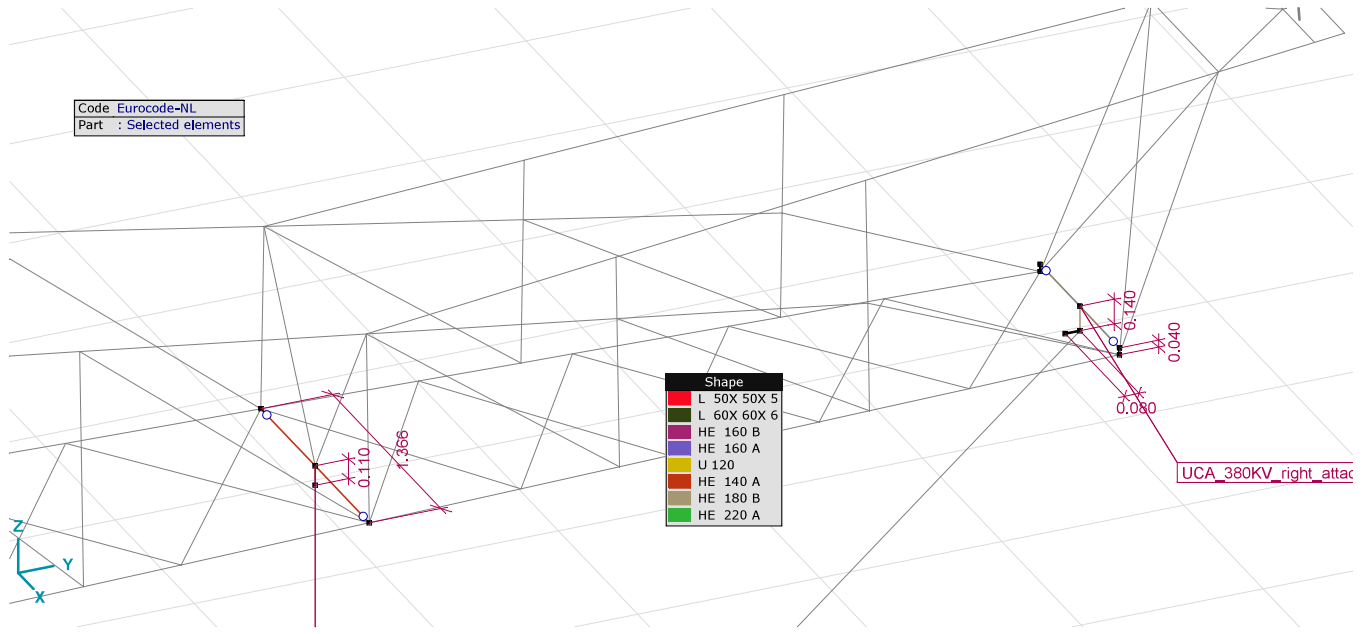 Code Eurocode-NL
Part : Selected elements
0.140
0.040
0.080
Shape
L 50X 50X 5
L 60X 60X 6
HE 160 B
HE 160 A
U 120
HE 140 A
HE 180 B
HE 220 A
1.366
0.110
UCA_380KV_right_attac
Z
Y
X